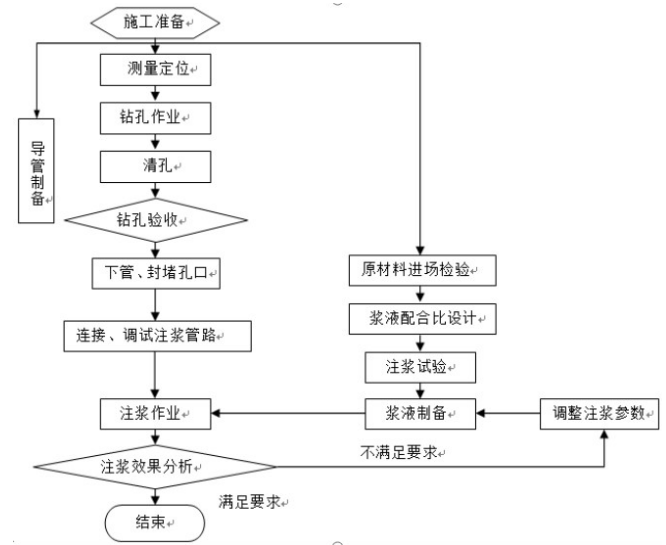 施工准备
测量定位
钻孔作业
导管制备
清孔
钻孔验收
下管、封堵孔口
原材料进场检验
浆液配合比设计
连接、调试注浆管路
注浆试验
注浆作业
浆液制备
调整注浆参数
不满足要求
注浆效果分析
满足要求
结束